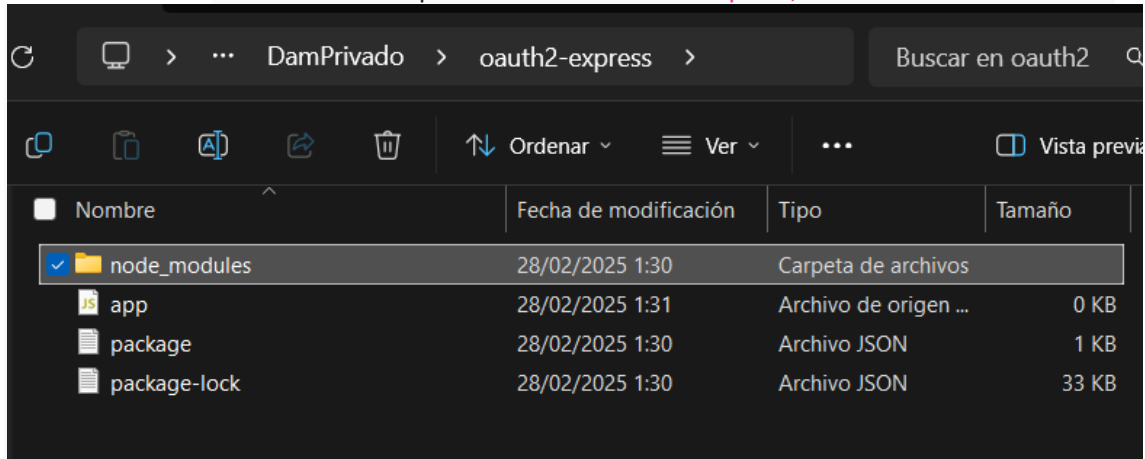 DamPrivado > oauth2-express >
Buscar en oauth2
Ordenar
Ver
Vista previa
Nombre Fecha de modificación Tipo Tamaño
node_modules 28/02/2025 1:30 Carpeta de archivos
JS app 28/02/2025 1:31 Archivo de origen ... 0 KB
package 28/02/2025 1:30 Archivo JSON 1 KB
package-lock 28/02/2025 1:30 Archivo JSON 33 KB